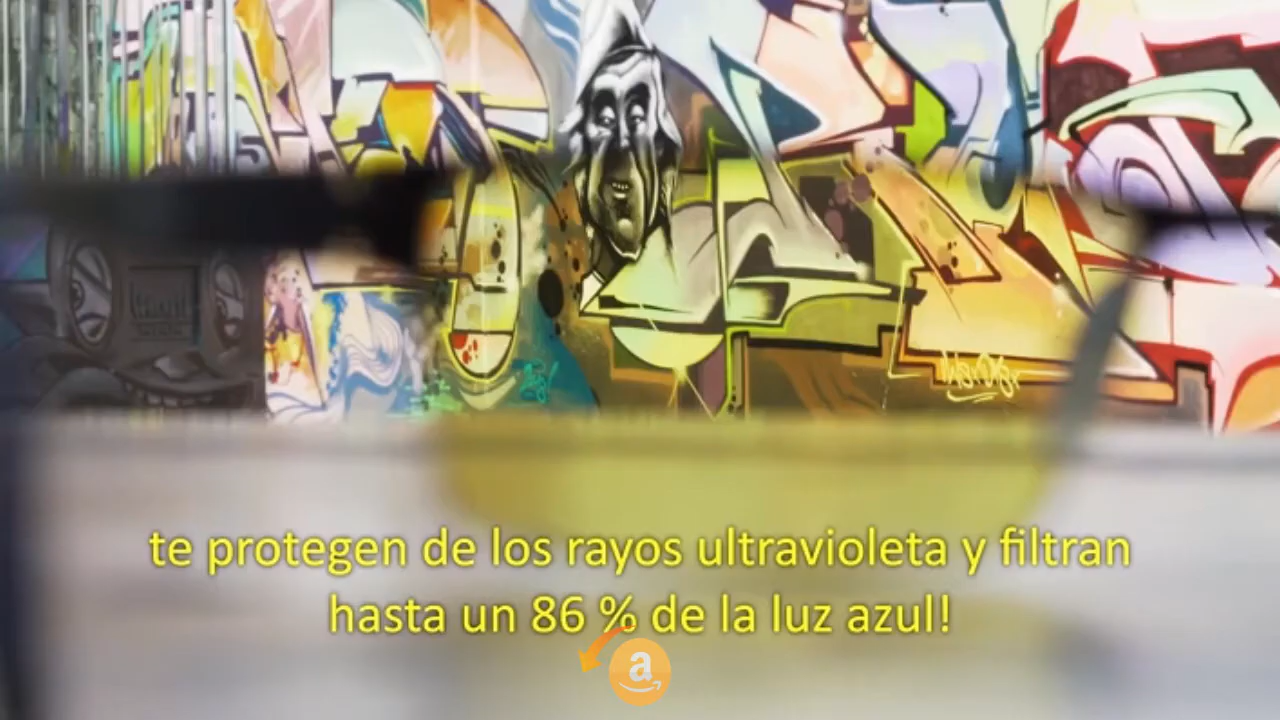 te protegen de los rayos ultravioleta y filtran
hasta un 86 % de la luz azul!
a